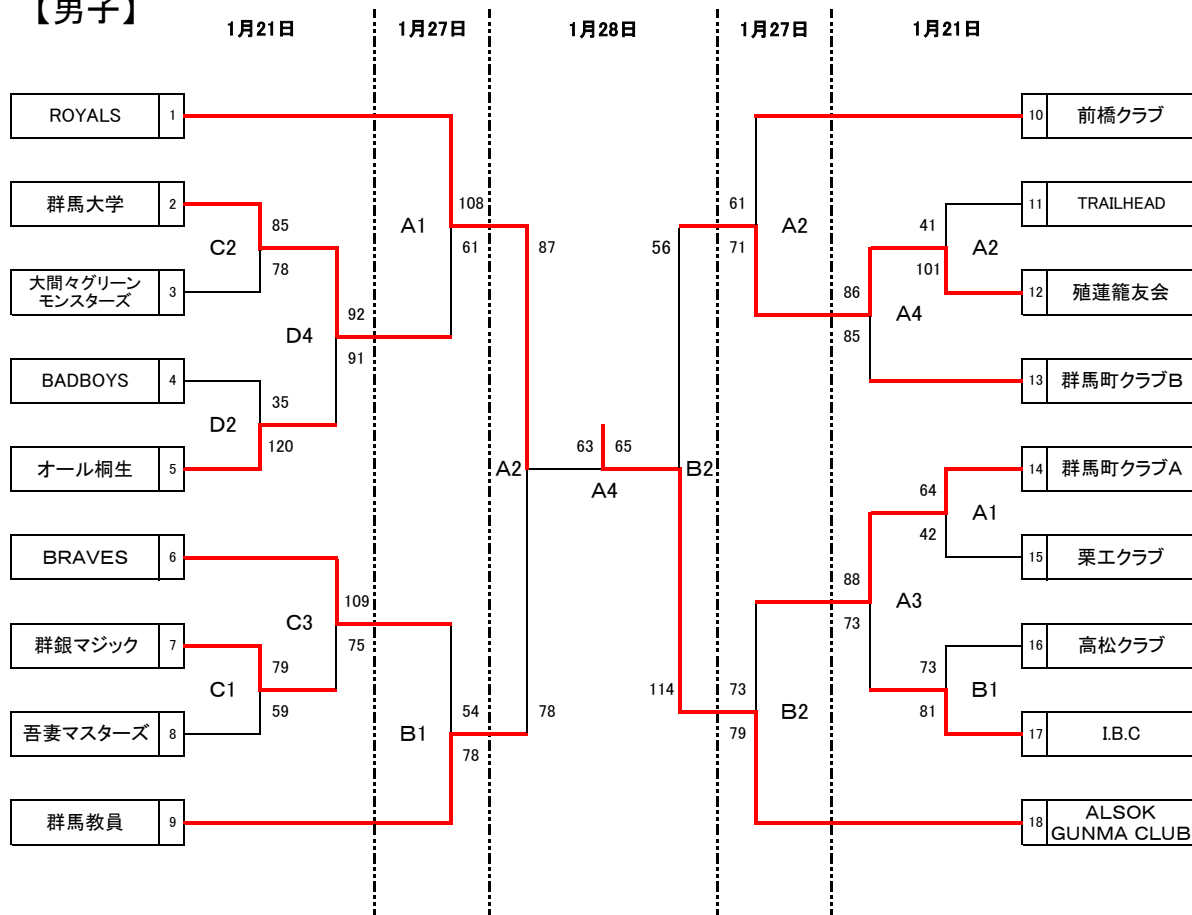 【男子】
1月21日
1月27日
1月28日
1月27日
1月21日
ROYALS 1
群馬大学 2
大間々グリーン
モンスターズ 3
BADBOYS 4
オール桐生 5
BRAVES 6
群銀マジック 7
吾妻マスターズ 8
群馬教員 9
C2
85
78
D2
35
120
D4
92
91
C1
79
59
C3
109
75
A1
108
61
B1
54
78
A2
87
78
A4
63
65
B2
56
114
A2
61
71
B2
73
79
A4
86
85
A3
88
73
A2
41
101
A1
64
42
B1
73
81
10 前橋クラブ
11 TRAILHEAD
12 殖蓮籠友会
13 群馬町クラブB
14 群馬町クラブA
15 栗工クラブ
16 高松クラブ
17 I.B.C
18 ALSOK
GUNMA CLUB